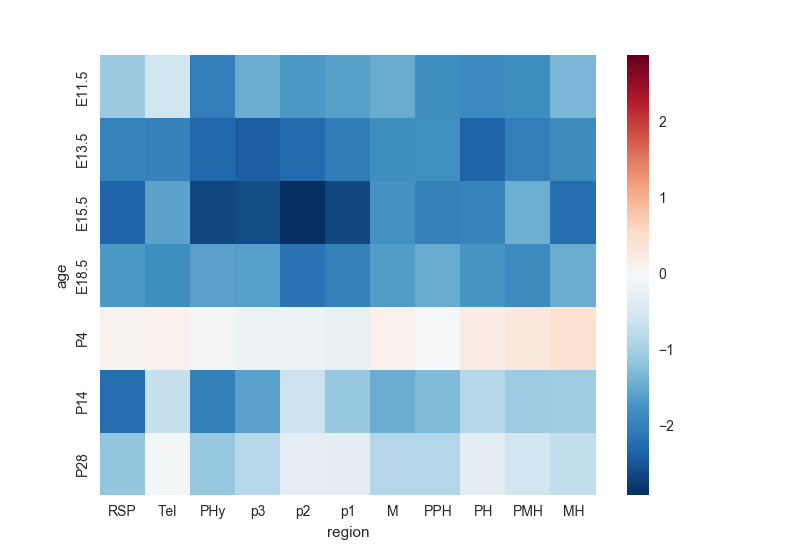 E11.5
E13.5
E15.5
E18.5
P4
P14
P28
age
RSP Tel PHy p3 p2 p1 M PPH PH PMH MH
region
2
1
0
−1
−2